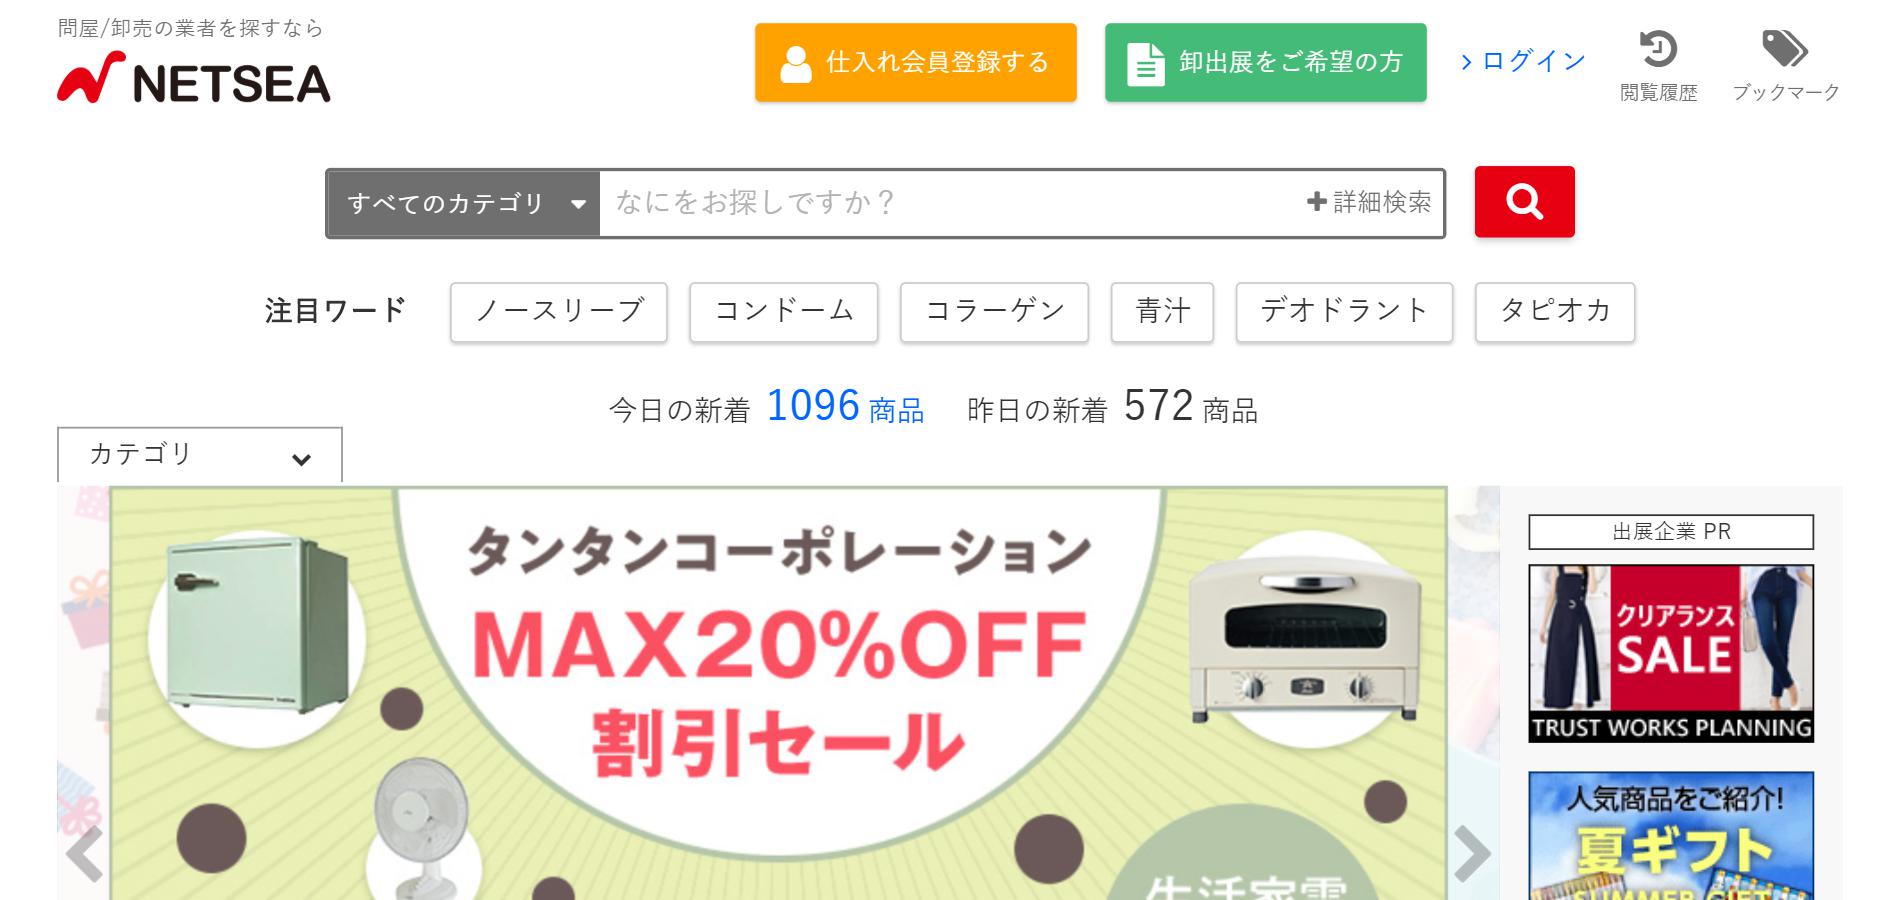 問屋/卸売の業者を探すなら
NETSEA
仕入れ会員登録する
卸出展をご希望の方
ログイン
閲覧履歴
ブックマーク
すべてのカテゴリ
なにをお探しですか？
詳細検索
注目ワード
ノースリーブ
コンドーム
コラーゲン
青汁
デオドラント
タピオカ
今日の新着 1096 商品 昨日の新着 572 商品
カテゴリ
タンタンコーポレーション
MAX20%OFF
割引セール
生活家電
出展企業 PR
クリアランス
SALE
TRUST WORKS PLANNING
人気商品をご紹介!
夏ギフト
SUMMER GIFT